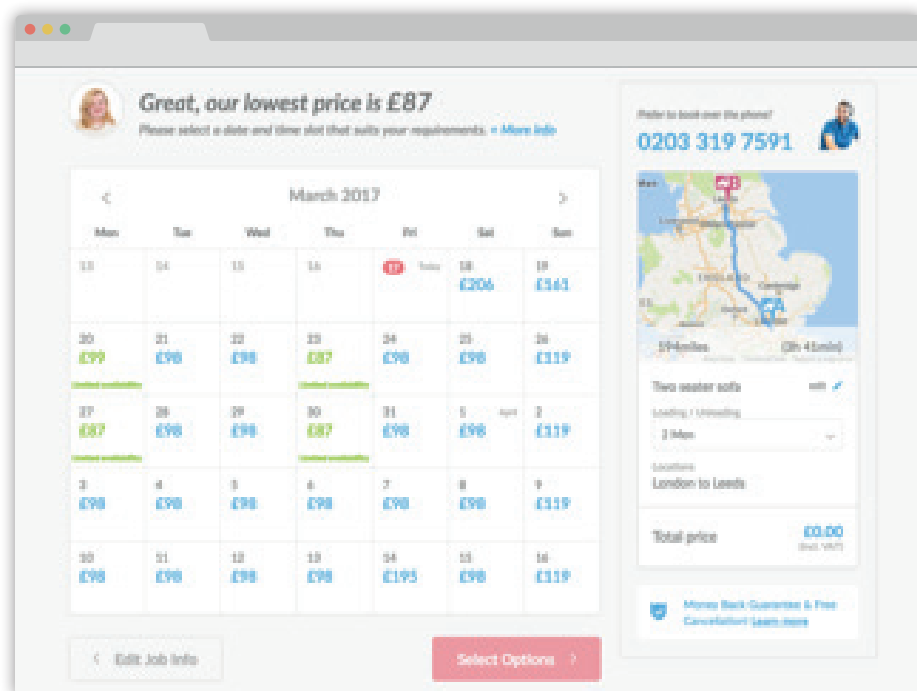 Great, our lowest price is £87
Please select a date and time slot that suits your requirements. + More info
March 2017
Mon Tue Wed Thu Fri Sat Sun
13 14 15 16 17 Today 18 19
£206 £161
20 21 22 23 24 25 26
£99 £98 £98 £87 £98 £98 £119
Limited availability Limited availability
27 28 29 30 31 1 April 2
£87 £98 £98 £87 £98 £98 £119
Limited availability Limited availability
3 4 5 6 7 8 9
£98 £98 £98 £98 £98 £98 £119
10 11 12 13 14 15 16
£98 £98 £98 £98 £195 £98 £119
Edit Job Info
Select Options
Prefer to book over the phone?
0203 319 7591
B
Leeds
ENGLAND
Cambridge
Oxford
A
194miles (3h 41min)
Two seater sofa edit
Loading / Unloading
2 Men
Locations
London to Leeds
Total price £0.00
(incl. VAT)
Money Back Guarantee & Free
Cancellation! Learn more